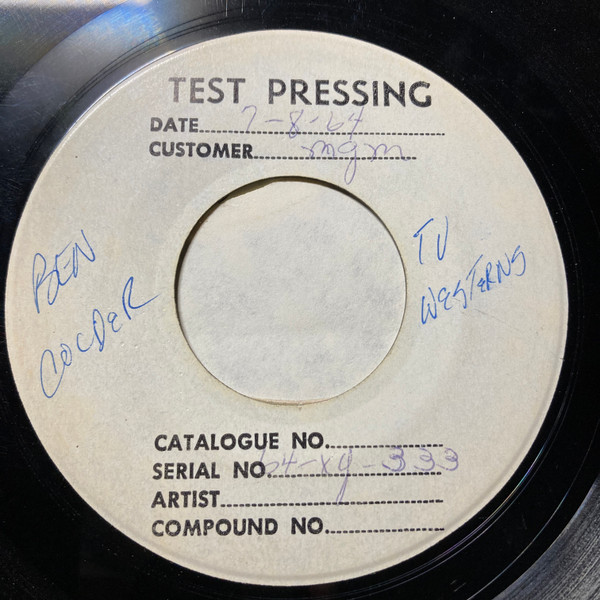 TEST PRESSING
DATE 7-8-64
CUSTOMER mgm
BEN
COLDER
TV
WESTERNS
CATALOGUE NO.
SERIAL NO. 64-xy-333
ARTIST
COMPOUND NO.